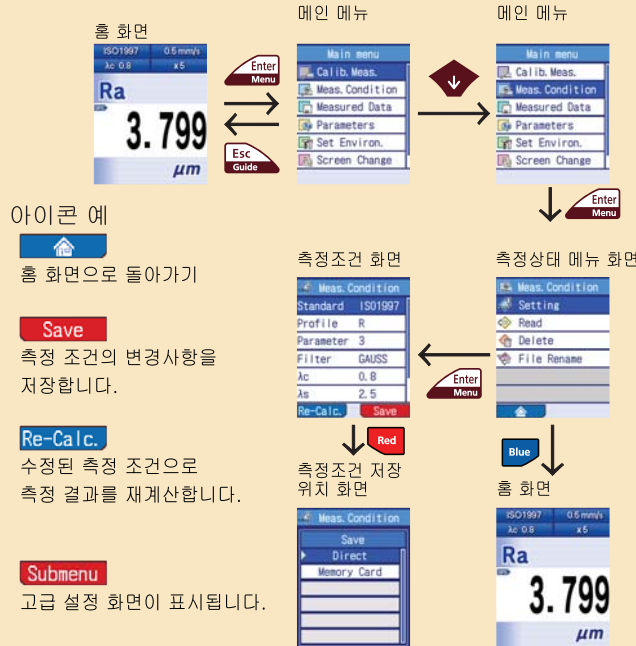 홈 화면
ISO1997 0.5mm/s
λc 0.8 x5
Ra
3.799
μm
Enter
Menu
Esc
Guide
메인 메뉴
Main menu
Calib. Meas.
Meas. Condition
Measured Data
Parameters
Set Environ.
Screen Change
메인 메뉴
Main menu
Calib. Meas.
Meas. Condition
Measured Data
Parameters
Set Environ.
Screen Change
Enter
Menu
아이콘 예
홈 화면으로 돌아가기
Save
측정 조건의 변경사항을
저장합니다.
Re-Calc.
수정된 측정 조건으로
측정 결과를 재계산합니다.
Submenu
고급 설정 화면이 표시됩니다.
측정조건 화면
Meas. Condition
Standard ISO1997
Profile R
Parameter 3
Filter GAUSS
λc 0.8
λs 2.5
Re-Calc. Save
Enter
Menu
측정상태 메뉴 화면
Meas. Condition
Setting
Read
Delete
File Rename
Red
측정조건 저장
위치 화면
Meas. Condition
Save
Direct
Memory Card
Blue
홈 화면
ISO1997 0.5mm/s
λc 0.8 x5
Ra
3.799
μm